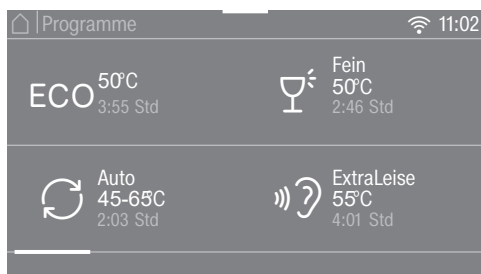 Programme
11:02
ECO
50°C
3:55 Std
Fein
50°C
2:46 Std
Auto
45-65°C
2:03 Std
ExtraLeise
55°C
4:01 Std